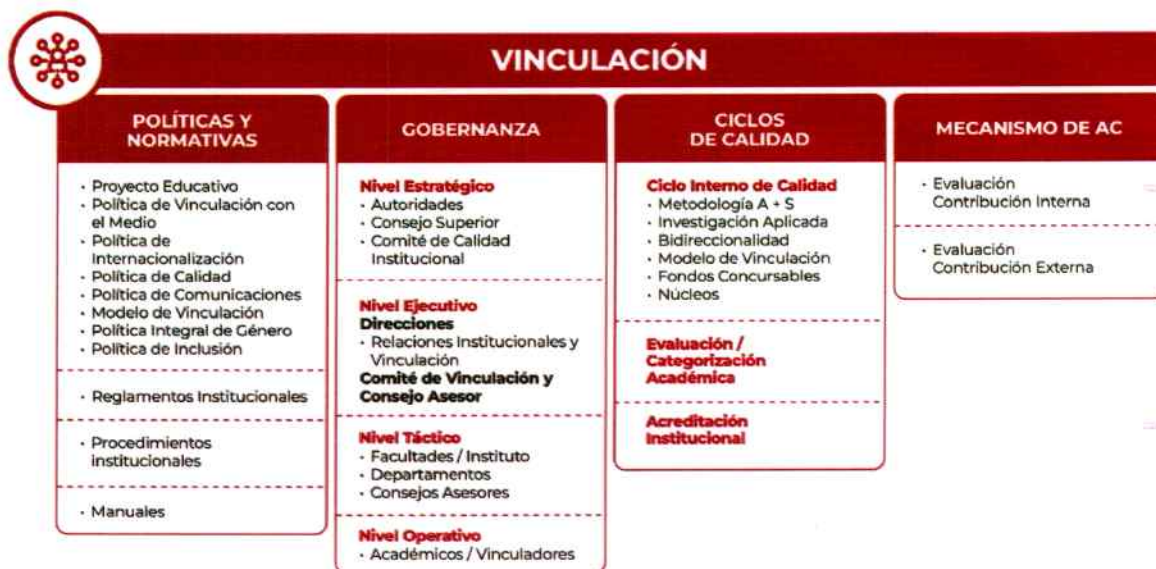 VINCULACIÓN
POLÍTICAS Y
NORMATIVAS
· Proyecto Educativo
· Política de Vinculación con
el Medio
· Política de
Internacionalización
· Política de Calidad
· Política de Comunicaciones
· Modelo de Vinculación
· Política Integral de Género
· Política de Inclusión
· Reglamentos Institucionales
· Procedimientos
institucionales
· Manuales
GOBERNANZA
Nivel Estratégico
· Autoridades
· Consejo Superior
· Comité de Calidad
Institucional
Nivel Ejecutivo
Direcciones
· Relaciones Institucionales y
Vinculación
Comité de Vinculación y
Consejo Asesor
Nivel Táctico
· Facultades / Instituto
· Departamentos
· Consejos Asesores
Nivel Operativo
· Académicos / Vinculadores
CICLOS
DE CALIDAD
Ciclo Interno de Calidad
· Metodología A + S
· Investigación Aplicada
· Bidireccionalidad
· Modelo de Vinculación
· Fondos Concursables
· Núcleos
Evaluación /
Categorización
Académica
Acreditación
Institucional
MECANISMO DE AC
· Evaluación
Contribución Interna
· Evaluación
Contribución Externa